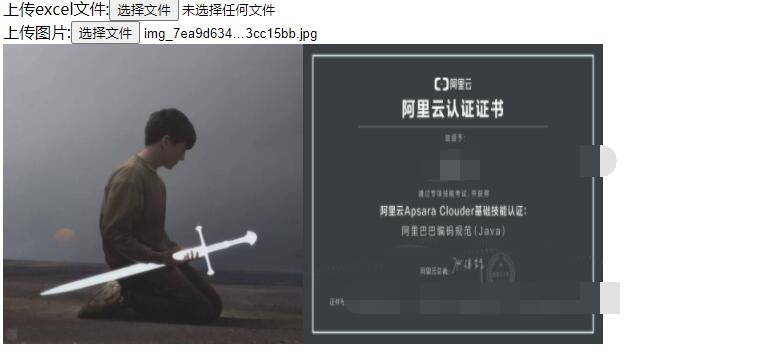 上传excel文件:选择文件 未选择任何文件
上传图片:选择文件 img_7ea9d634...3cc15bb.jpg
阿里云
阿里云认证证书
兹授予:
通过专项技能考试,并获得
阿里云Apsara Clouder基础技能认证:
阿里巴巴编码规范(Java)
阿里云总裁:
证书号: